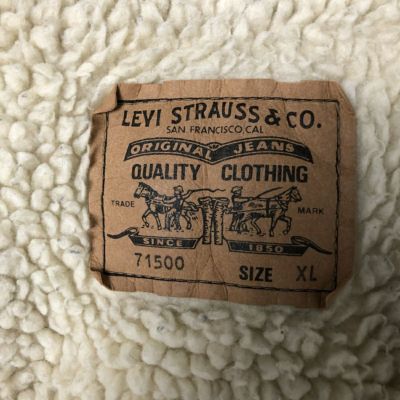 LEVI STRAUSS & CO.
SAN FRANCISCO, CAL
ORIGINAL JEANS
QUALITY CLOTHING
TRADE MARK
SINCE 1850
71500 SIZE XL